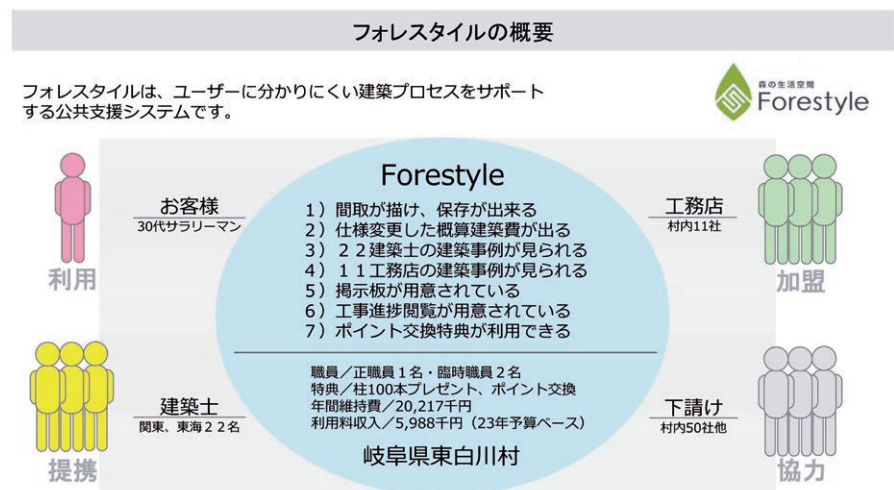 フォレスタイルの概要
フォレスタイルは、ユーザーに分かりにくい建築プロセスをサポート
する公共支援システムです。
森の生活空間
Forestyle
Forestyle
1）間取が描け、保存が出来る
2）仕様変更した概算建築費が出る
3）２２建築士の建築事例が見られる
4）１１工務店の建築事例が見られる
5）掲示板が用意されている
6）工事進捗閲覧が用意されている
7）ポイント交換特典が利用できる
職員／正職員１名・臨時職員２名
特典／柱100本プレゼント、ポイント交換
年間維持費／20,217千円
利用料収入／5,988千円（23年予算ベース）
岐阜県東白川村
お客様
30代サラリーマン
利用
工務店
村内11社
加盟
建築士
関東、東海２２名
提携
下請け
村内50社他
協力